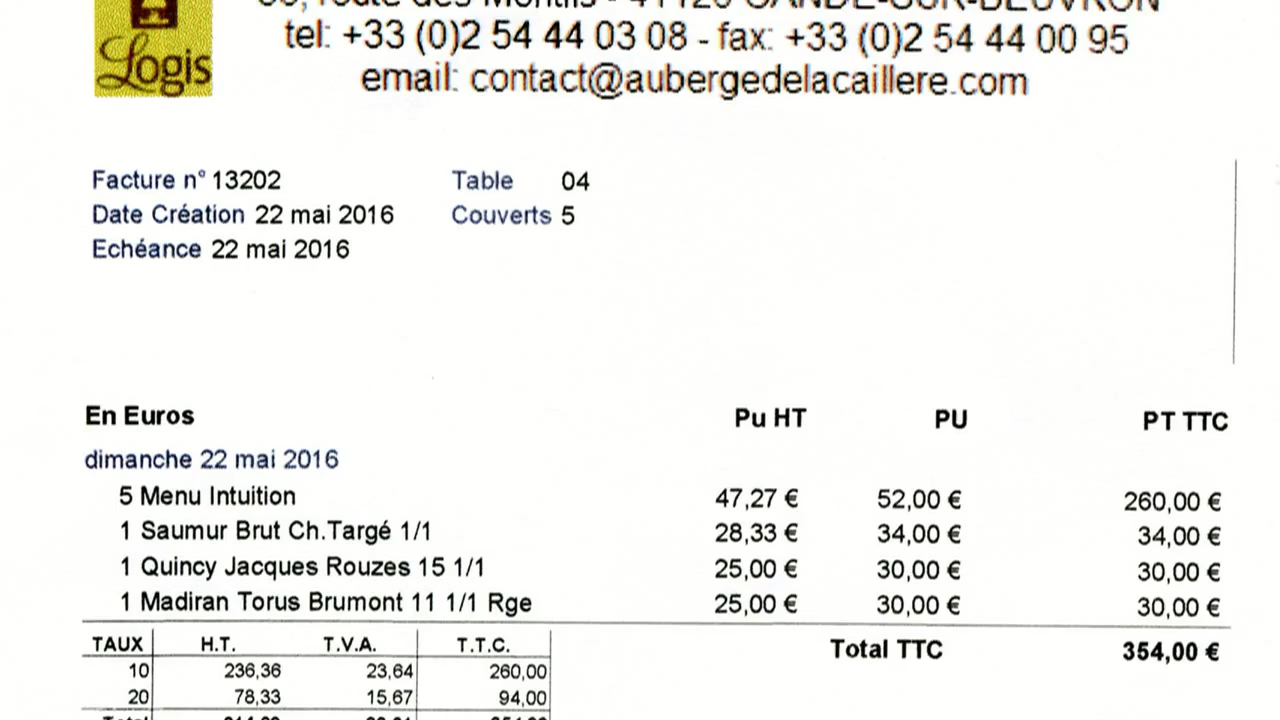 Logis
tel: +33 (0)2 54 44 03 08 - fax: +33 (0)2 54 44 00 95
email: contact@aubergedelacaillere.com
Facture n° 13202 Table 04
Date Création 22 mai 2016 Couverts 5
Echéance 22 mai 2016
En Euros Pu HT PU PT TTC
dimanche 22 mai 2016
5 Menu Intuition 47,27 € 52,00 € 260,00 €
1 Saumur Brut Ch.Targé 1/1 28,33 € 34,00 € 34,00 €
1 Quincy Jacques Rouzes 15 1/1 25,00 € 30,00 € 30,00 €
1 Madiran Torus Brumont 11 1/1 Rge 25,00 € 30,00 € 30,00 €
TAUX H.T. T.V.A. T.T.C. Total TTC 354,00 €
10 236,36 23,64 260,00
20 78,33 15,67 94,00